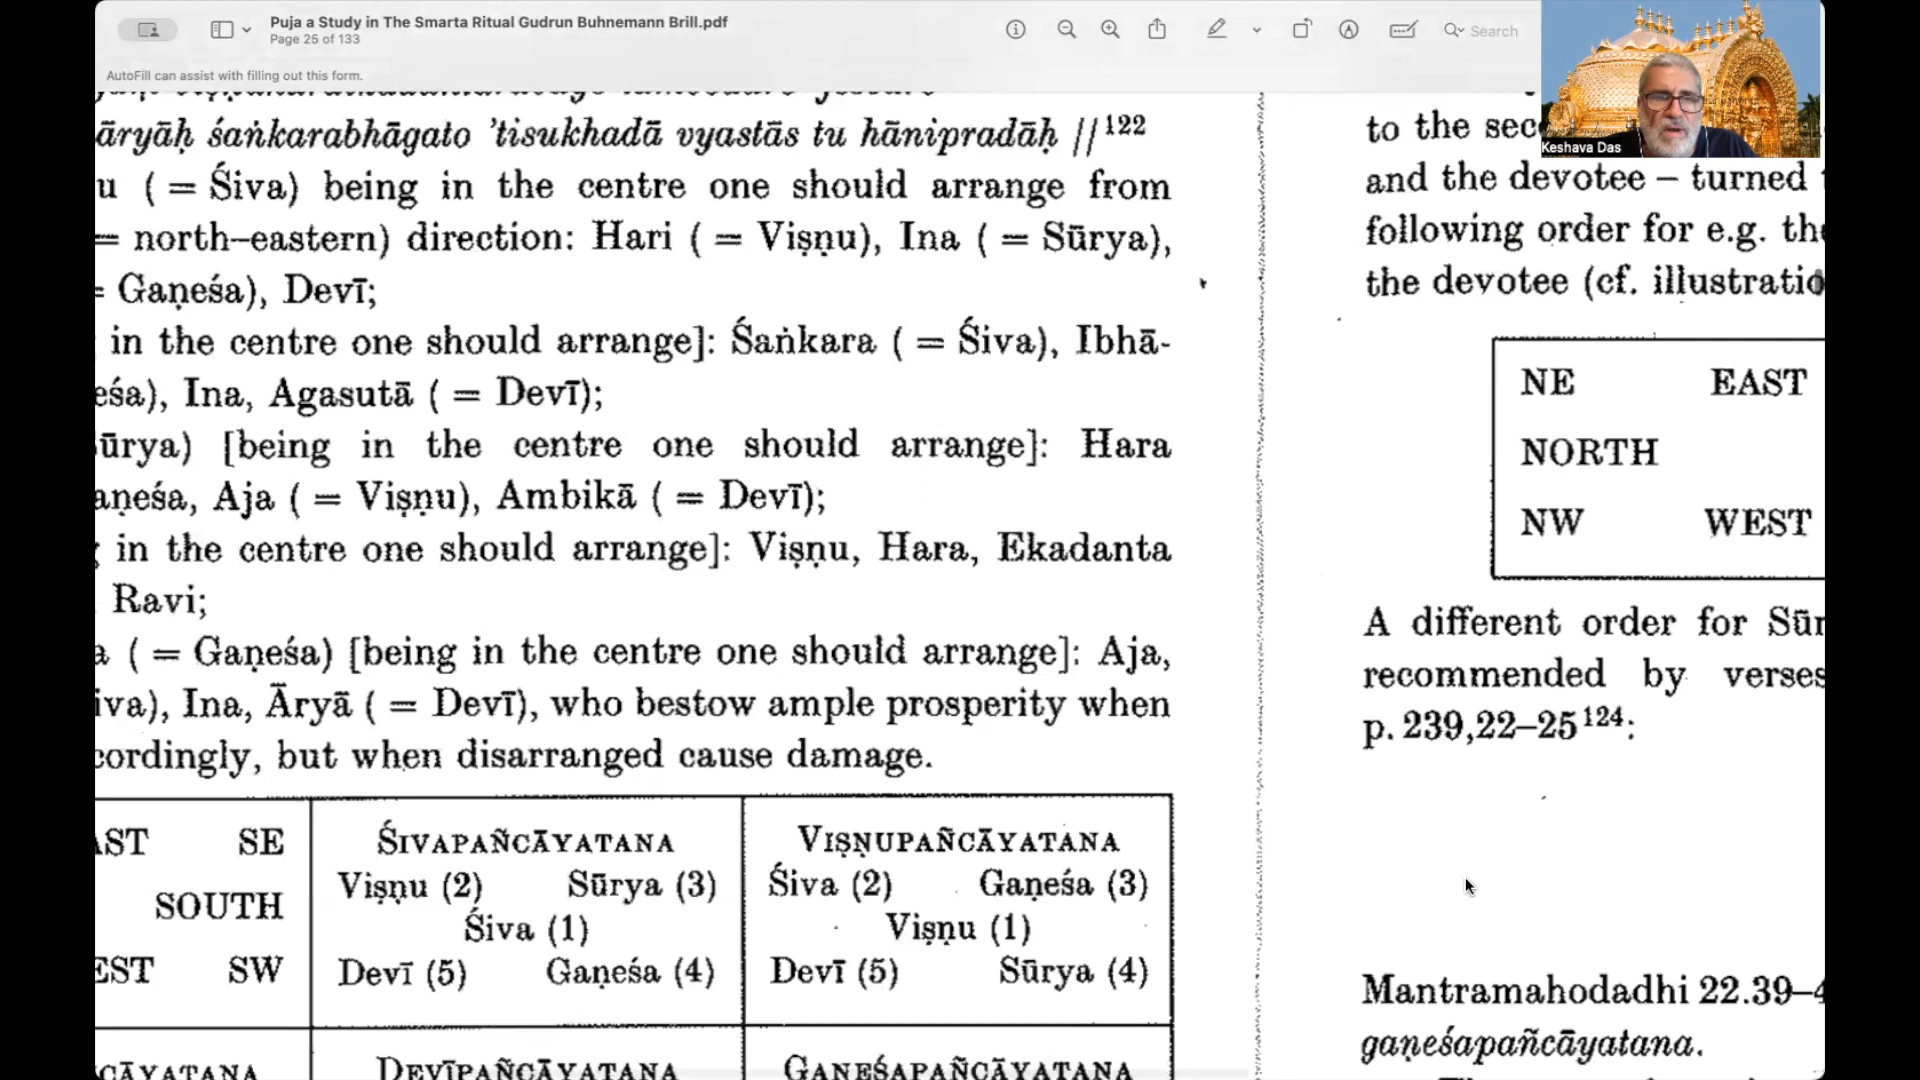 Puja a Study in The Smarta Ritual Gudrun Buhnemann Brill.pdf
Page 25 of 133
Search
AutoFill can assist with filling out this form.
Keshava Das
āryāḥ śaṅkarabhāgato 'tisukhadā vyastās tu hānipradāḥ //122
u ( = Śiva) being in the centre one should arrange from
= north–eastern) direction: Hari ( = Viṣṇu), Ina ( = Sūrya),
= Gaṇeśa), Devī;
in the centre one should arrange]: Śaṅkara ( = Śiva), Ibhā-
eśa), Ina, Agasutā ( = Devī);
ūrya) [being in the centre one should arrange]: Hara
aṇeśa, Aja ( = Viṣṇu), Ambikā ( = Devī);
in the centre one should arrange]: Viṣṇu, Hara, Ekadanta
Ravi;
a ( = Gaṇeśa) [being in the centre one should arrange]: Aja,
iva), Ina, Āryā ( = Devī), who bestow ample prosperity when
cordingly, but when disarranged cause damage.
AST SE
SOUTH
EST SW
ŚIVAPAÑCĀYATANA
Viṣṇu (2) Sūrya (3)
Śiva (1)
Devī (5) Gaṇeśa (4)
VIṢṆUPAÑCĀYATANA
Śiva (2) Gaṇeśa (3)
Viṣṇu (1)
Devī (5) Sūrya (4)
CĀYATANA
DEVĪPAÑCĀYATANA
GAṆEŚAPAÑCĀYATANA
to the sec
and the devotee – turned
following order for e.g. th
the devotee (cf. illustratio
NE EAST
NORTH
NW WEST
A different order for Sūr
recommended by verses
p. 239,22–25124:
Mantramahodadhi 22.39–4
gaṇeśapañcāyatana.